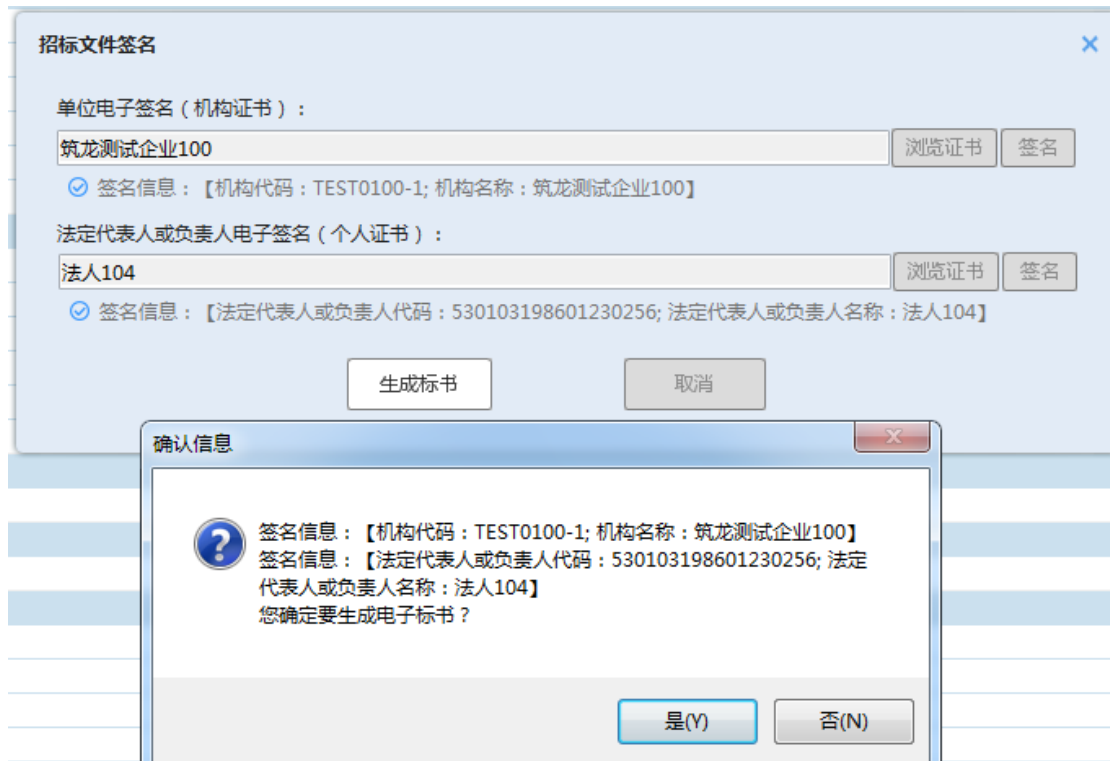 招标文件签名
单位电子签名（机构证书）：
筑龙测试企业100 浏览证书 签名
签名信息：【机构代码：TEST0100-1; 机构名称：筑龙测试企业100】
法定代表人或负责人电子签名（个人证书）：
法人104 浏览证书 签名
签名信息：【法定代表人或负责人代码：530103198601230256; 法定代表人或负责人名称：法人104】
生成标书 取消
确认信息
签名信息：【机构代码：TEST0100-1; 机构名称：筑龙测试企业100】
签名信息：【法定代表人或负责人代码：530103198601230256; 法定
代表人或负责人名称：法人104】
您确定要生成电子标书？
是(Y) 否(N)